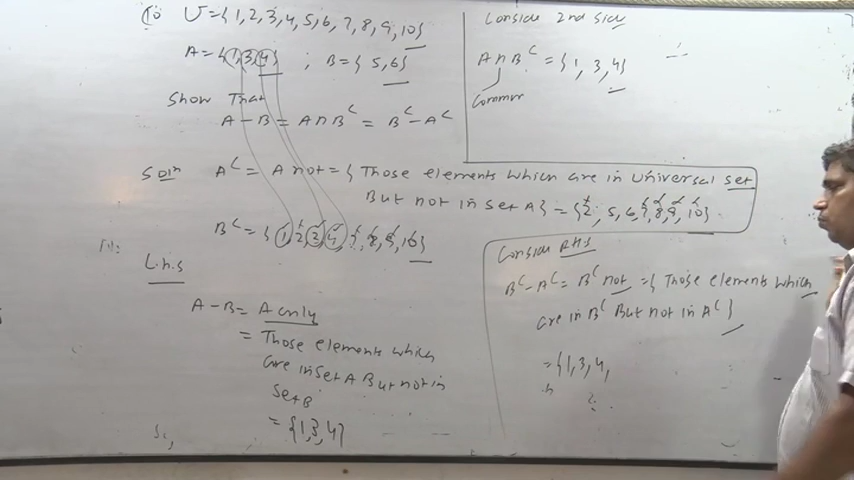 U={1,2,3,4,5,6,7,8,9,10}
A={1,3,4} ; B={5,6}
Show That
A-B = A∩B^c = B^c-A^c
Soln A^c = A not = { Those elements which are in universal set
But not in set A} = {2, 5, 6, 7, 8, 9, 10}
B^c = {1, 2, 3, 4, 7, 8, 9, 10}
L.h.s
A-B = A only
= Those elements which
are in set A But not in
set B
= {1,3,4}
Conside 2nd side
A∩B^c = {1, 3, 4}
Common
Conside R.H.S
B^c-A^c = B^c not = { Those elements which
are in B^c But not in A^c}
= {1,3,4,